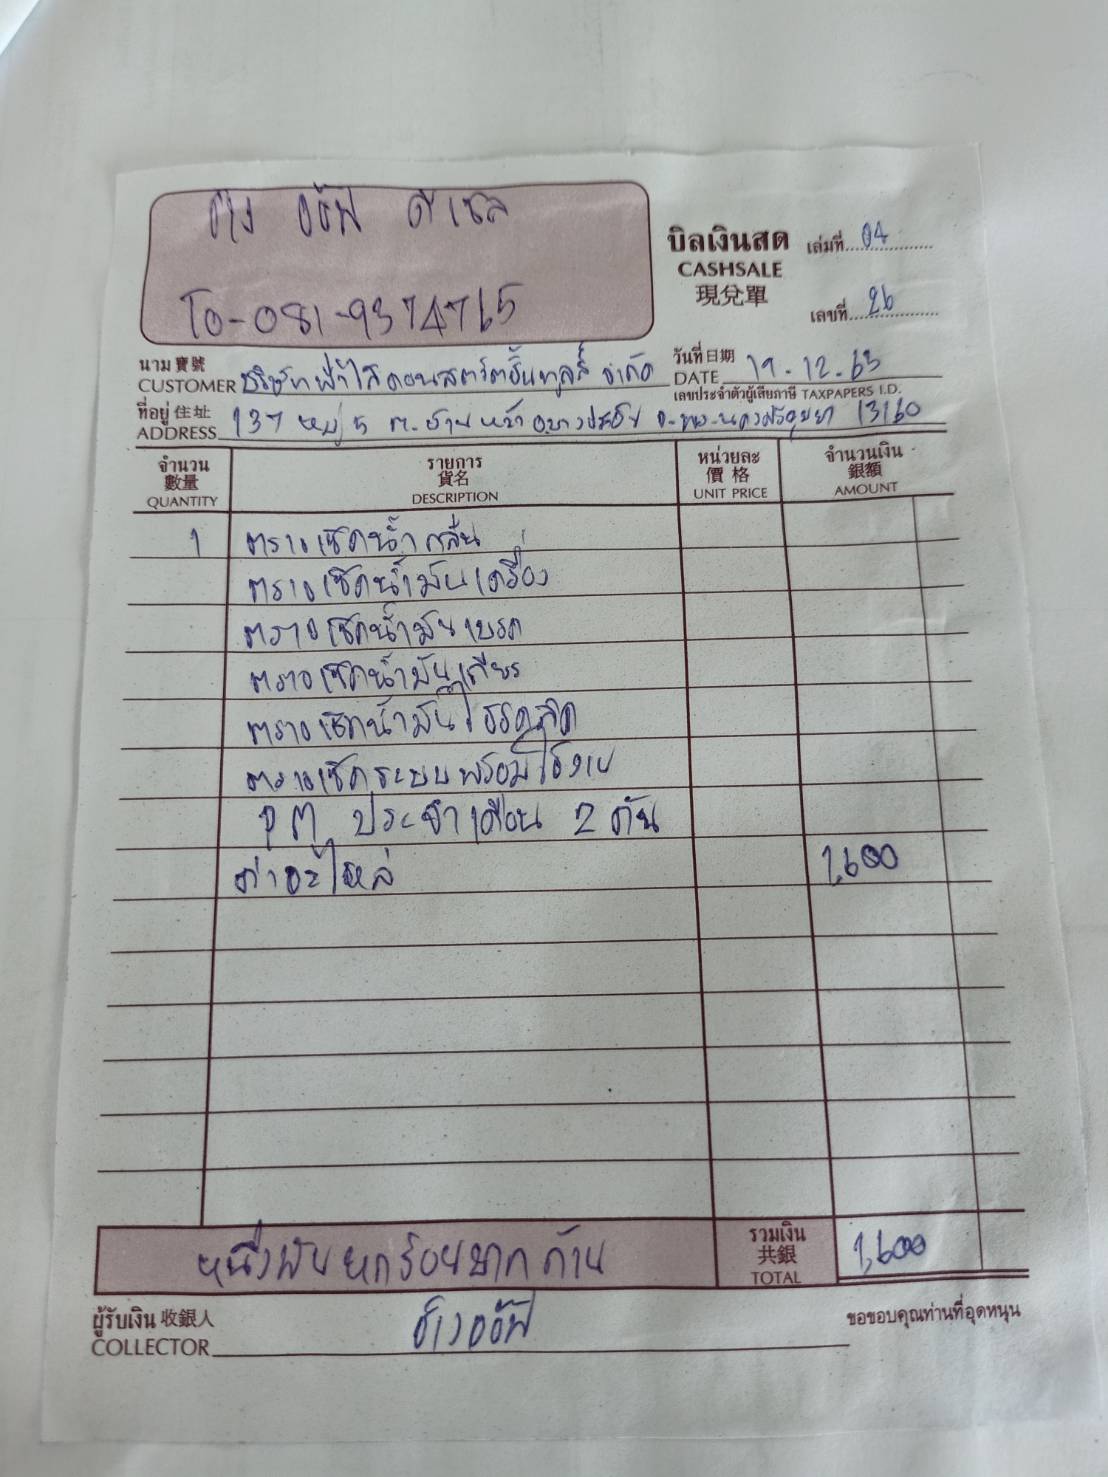 ช่าง ออ๊ฟ ดีเซล
โต-081-9374765
บิลเงินสด
CASHSALE
現兌單
เล่มที่ 04
เลขที่ 26
นาม 寶號
CUSTOMER บริษัท ฟ้าใสคอนสตรัคชั่นทูลส์ จำกัด
วันที่ 日期
DATE 19.12.63
เลขประจำตัวผู้เสียภาษี TAXPAPERS I.D.
ที่อยู่ 住址
ADDRESS 137 หมู่ 5 ต.บ้านหว้า อ.บางปะอิน จ.พระนครศรีอยุธยา 13160
จำนวน 數量 QUANTITY
รายการ 貨名 DESCRIPTION
หน่วยละ 價格 UNIT PRICE
จำนวนเงิน 銀額 AMOUNT
1 ตรวจเช็คน้ำกลั่น
ตรวจเช็คน้ำมันเครื่อง
ตรวจเช็คน้ำมันเบรค
ตรวจเช็คน้ำมันเกียร
ตรวจเช็คน้ำมันไฮรดลิค
ตรวจเช็คระบบพร้อมใช้งาน
PM ประจำเดือน 2 คัน
ค่าอะไหล่ 1,600
หนึ่งพันหกร้อยบาทถ้วน
รวมเงิน 共銀 TOTAL 1,600
ผู้รับเงิน 收銀人
COLLECTOR ช่างออ๊ฟ
ขอขอบคุณท่านที่อุดหนุน